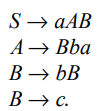 S → aAB
A → Bba
B → bB
B → c.